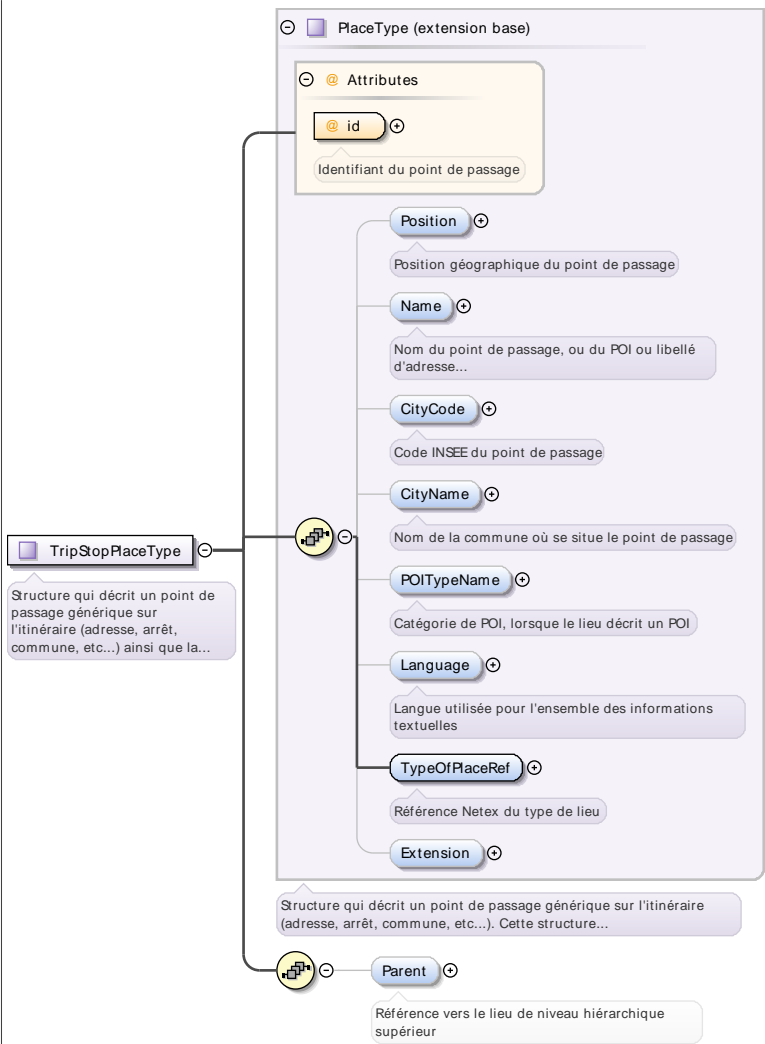 PlaceType (extension base)
@ Attributes
@ id
Identifiant du point de passage
Position
Position géographique du point de passage
Name
Nom du point de passage, ou du POI ou libellé
d'adresse...
CityCode
Code INSEE du point de passage
CityName
Nom de la commune où se situe le point de passage
TripStopPlaceType
Structure qui décrit un point de
passage générique sur
l'itinéraire (adresse, arrêt,
commune, etc...) ainsi que la...
POITypeName
Catégorie de POI, lorsque le lieu décrit un POI
Language
Langue utilisée pour l'ensemble des informations
textuelles
TypeOfPlaceRef
Référence Netex du type de lieu
Extension
Structure qui décrit un point de passage générique sur l'itinéraire
(adresse, arrêt, commune, etc...). Cette structure...
Parent
Référence vers le lieu de niveau hiérarchique
supérieur